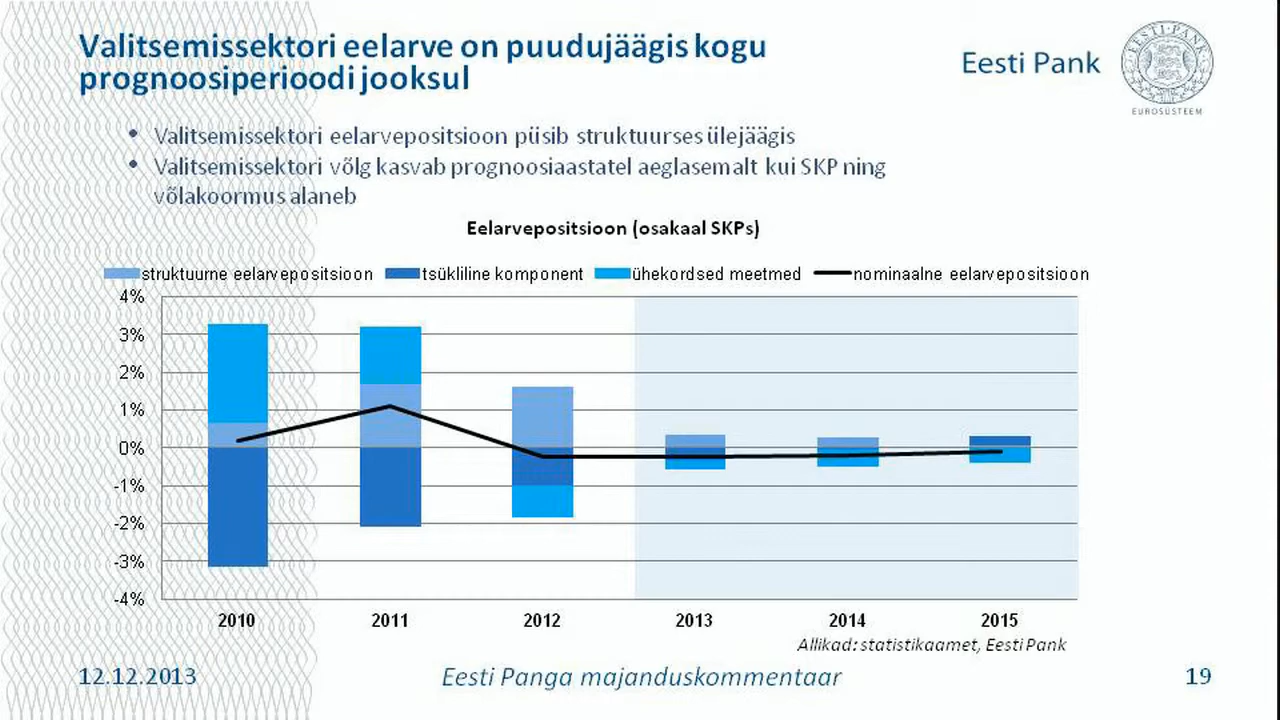 Valitsemissektori eelarve on puudujäägis kogu
prognoosiperioodi jooksul
Eesti Pank
EESTI·PANK
EUROSÜSTEEM
• Valitsemissektori eelarvepositsioon püsib struktuurses ülejäägis
• Valitsemissektori võlg kasvab prognoosiaastatel aeglasemalt kui SKP ning
võlakoormus alaneb
Eelarvepositsioon (osakaal SKPs)
struktuurne eelarvepositsioon tsükliline komponent ühekordsed meetmed nominaalne eelarvepositsioon
4%
3%
2%
1%
0%
-1%
-2%
-3%
-4%
2010 2011 2012 2013 2014 2015
Allikad: statistikaamet, Eesti Pank
12.12.2013 Eesti Panga majanduskommentaar 19